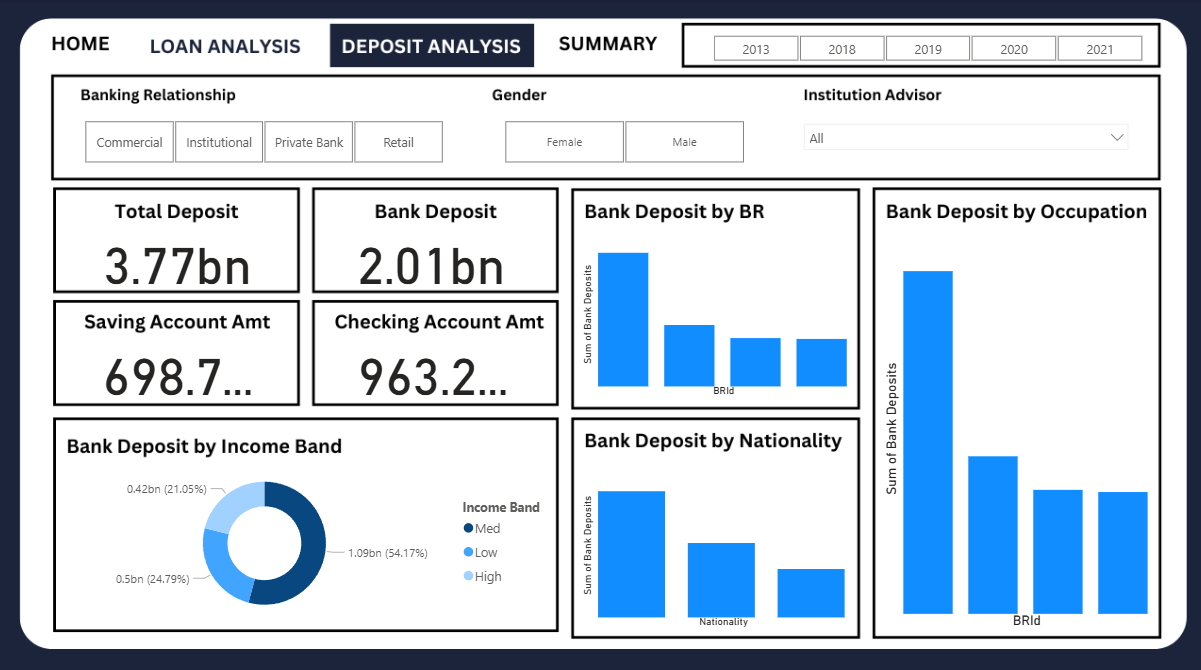 HOME LOAN ANALYSIS DEPOSIT ANALYSIS SUMMARY 2013 2018 2019 2020 2021
Banking Relationship Gender Institution Advisor
Commercial Institutional Private Bank Retail Female Male All
Total Deposit
3.77bn
Bank Deposit
2.01bn
Saving Account Amt
698.7...
Checking Account Amt
963.2...
Bank Deposit by BR
Sum of Bank Deposits
BRId
Bank Deposit by Occupation
Sum of Bank Deposits
BRId
Bank Deposit by Income Band
0.42bn (21.05%)
0.5bn (24.79%)
1.09bn (54.17%)
Income Band
Med
Low
High
Bank Deposit by Nationality
Sum of Bank Deposits
Nationality